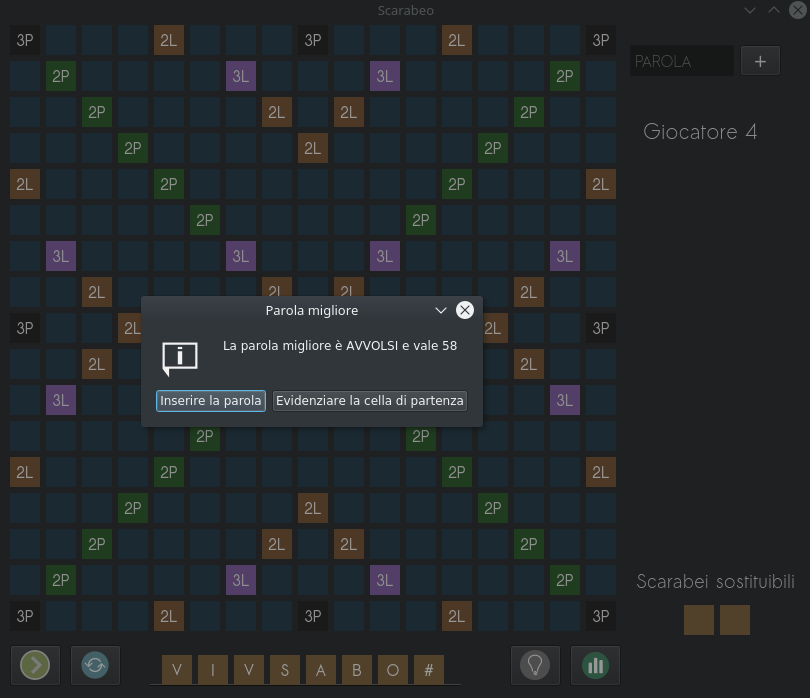 Scarabeo
3P 2L 3P 2L 3P
2P 3L 3L 2P
2P 2L 2L 2P
2P 2L 2P
2L 2P 2P 2L
2P 2P
3L 3L 3L 3L
2L 2L 2L 2L
3P 2L 2L 3P
2L 2L
3L 3L
2P 2P
2L 2P 2P 2L
2P 2L 2P
2P 2L 2L 2P
2P 3L 3L 2P
3P 2L 3P 2L 3P
PAROLA +
Giocatore 4
Parola migliore
La parola migliore è AVVOLSI e vale 58
Inserire la parola Evidenziare la cella di partenza
Scarabei sostituibili
V I V S A B O #